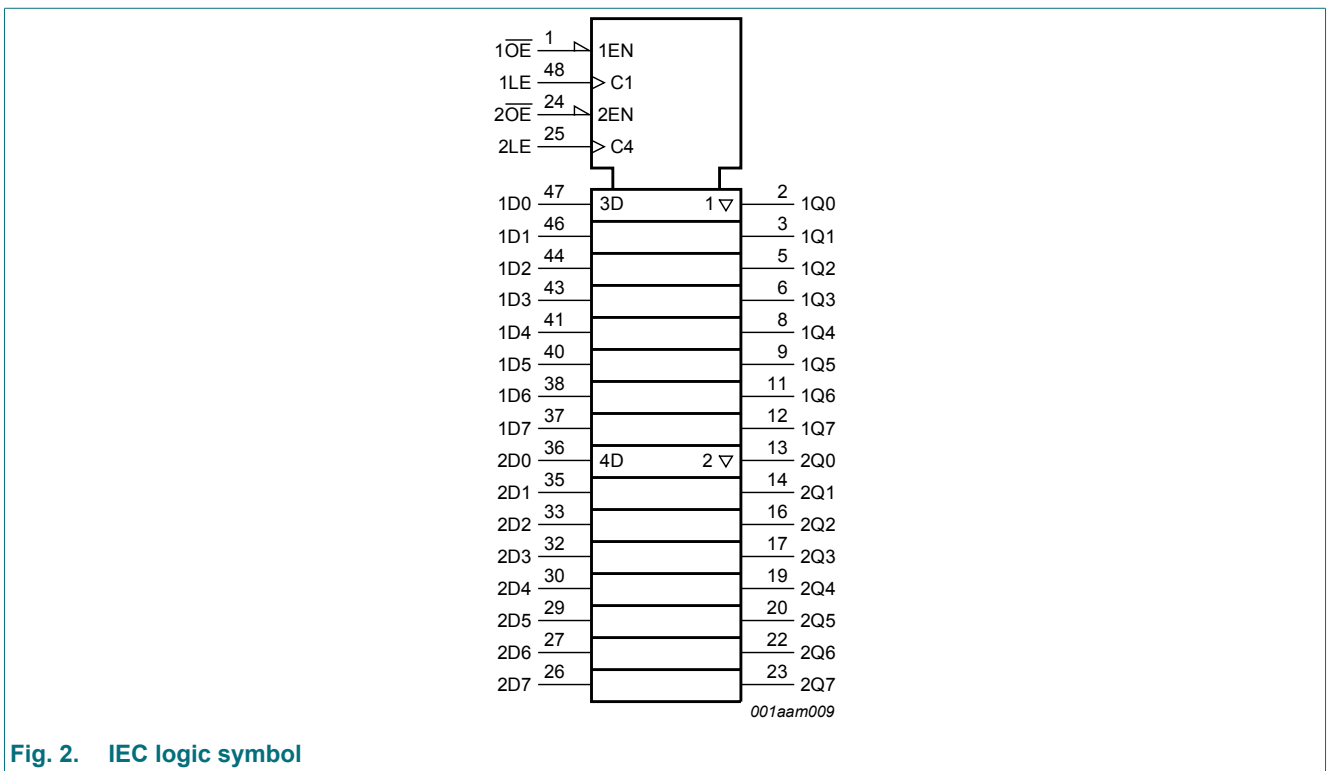 1OE 1 1EN
1LE 48 C1
2OE 24 2EN
2LE 25 C4
1D0 47 3D 1 ▽ 2 1Q0
1D1 46 3 1Q1
1D2 44 5 1Q2
1D3 43 6 1Q3
1D4 41 8 1Q4
1D5 40 9 1Q5
1D6 38 11 1Q6
1D7 37 12 1Q7
2D0 36 4D 2 ▽ 13 2Q0
2D1 35 14 2Q1
2D2 33 16 2Q2
2D3 32 17 2Q3
2D4 30 19 2Q4
2D5 29 20 2Q5
2D6 27 22 2Q6
2D7 26 23 2Q7
001aam009
Fig. 2. IEC logic symbol